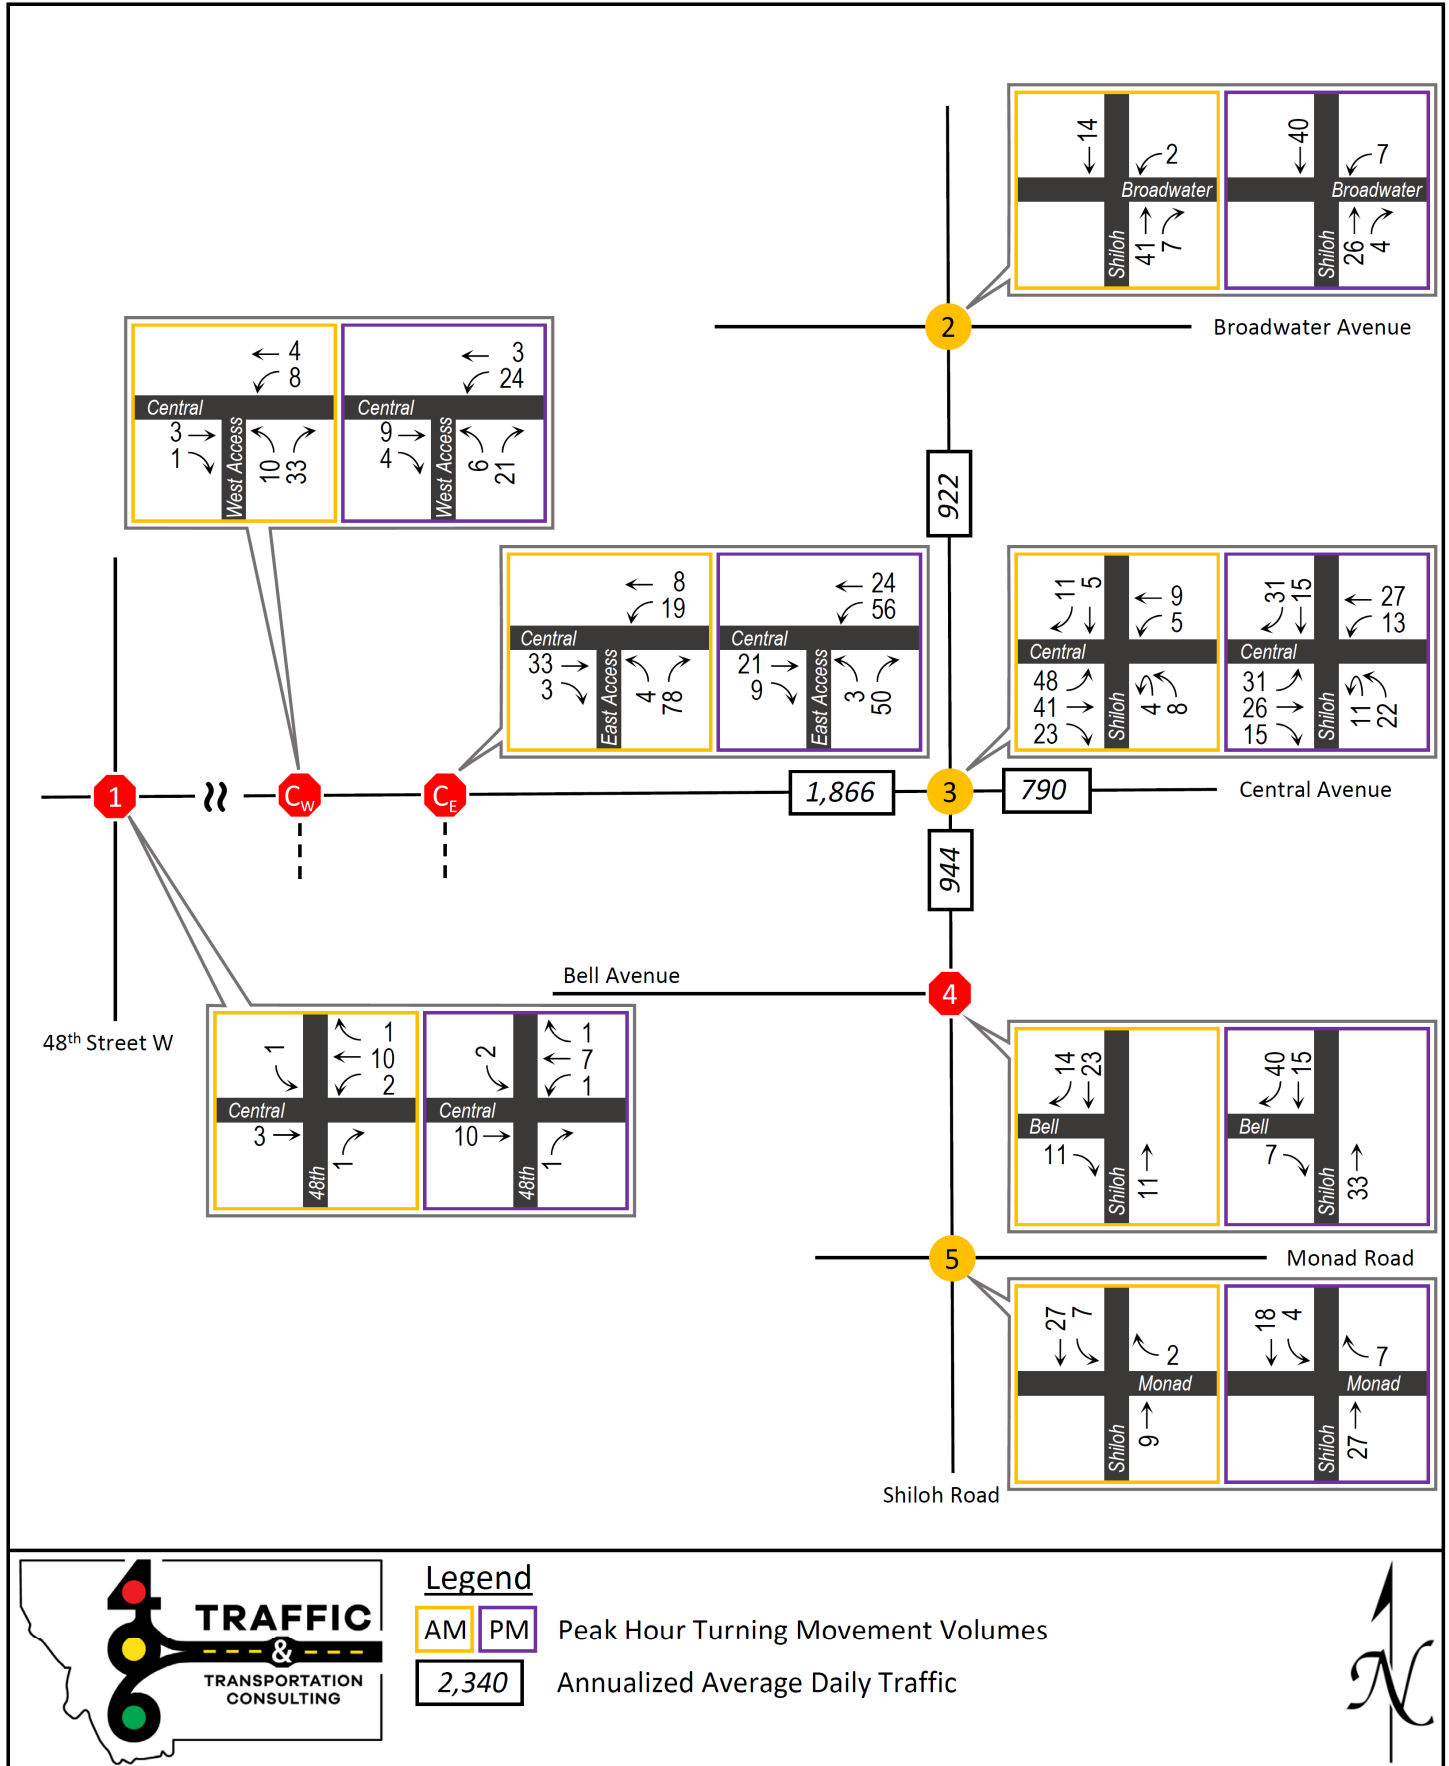 14
2
Broadwater
Shiloh
41
7
40
7
Broadwater
Shiloh
26
4
2
Broadwater Avenue
4
8
Central
3
1
West Access
10
33
3
24
Central
9
4
West Access
6
21
922
8
19
Central
33
3
East Access
4
78
24
56
Central
21
9
East Access
3
50
11
5
9
5
Central
48
41
23
Shiloh
4
8
31
15
27
13
Central
31
26
15
Shiloh
11
22
1
CW
CE
1,866
3
790
Central Avenue
944
Bell Avenue
4
48th Street W
1
1
10
2
Central
3
48th
1
2
1
7
1
Central
10
48th
1
14
23
Bell
11
Shiloh
11
40
15
Bell
7
Shiloh
33
5
Monad Road
27
7
2
Monad
Shiloh
9
18
4
7
Monad
Shiloh
27
Shiloh Road
406
TRAFFIC
&
TRANSPORTATION
CONSULTING
Legend
AM PM Peak Hour Turning Movement Volumes
2,340 Annualized Average Daily Traffic
N